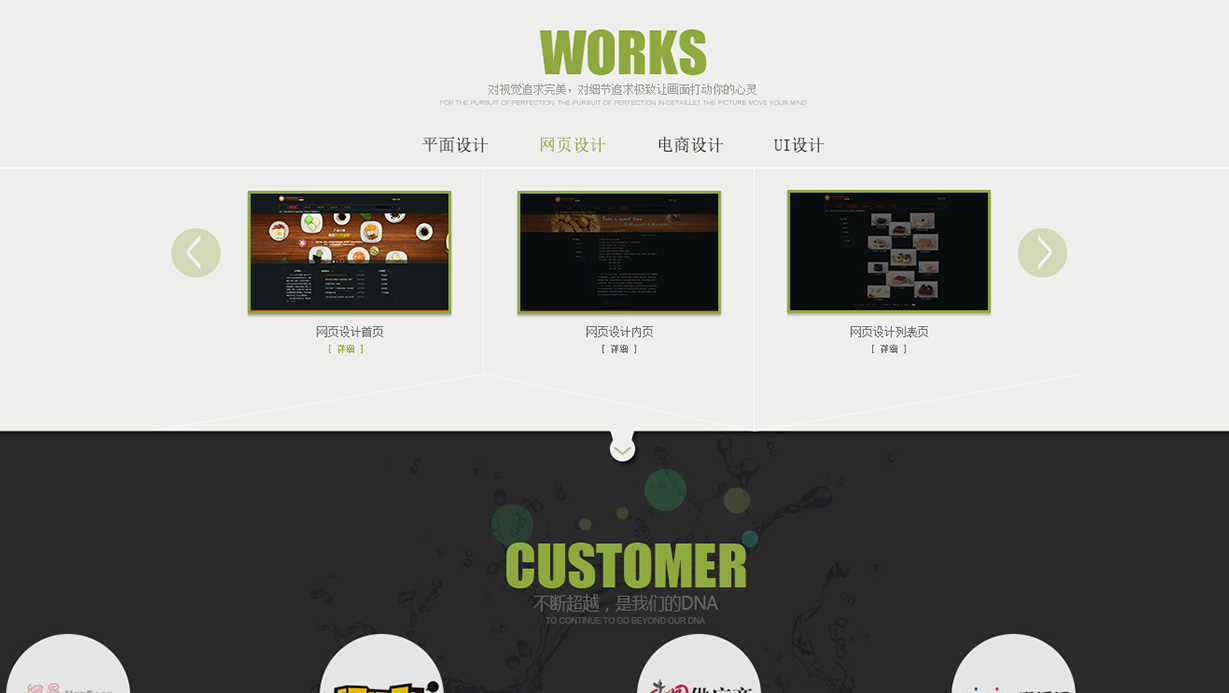 WORKS
对视觉追求完美，对细节追求极致让画面打动你的心灵
FOR THE PURSUIT OF PERFECTION, THE PURSUIT OF PERFECTION IN DETAILLET THE PICTURE MOVE YOUR MIND
平面设计 网页设计 电商设计 UI设计
网页设计首页 网页设计内页 网页设计列表页
[ 详细 ] [ 详细 ] [ 详细 ]
CUSTOMER
不断超越，是我们的DNA
TO CONTINUE TO GO BEYOND OUR DNA